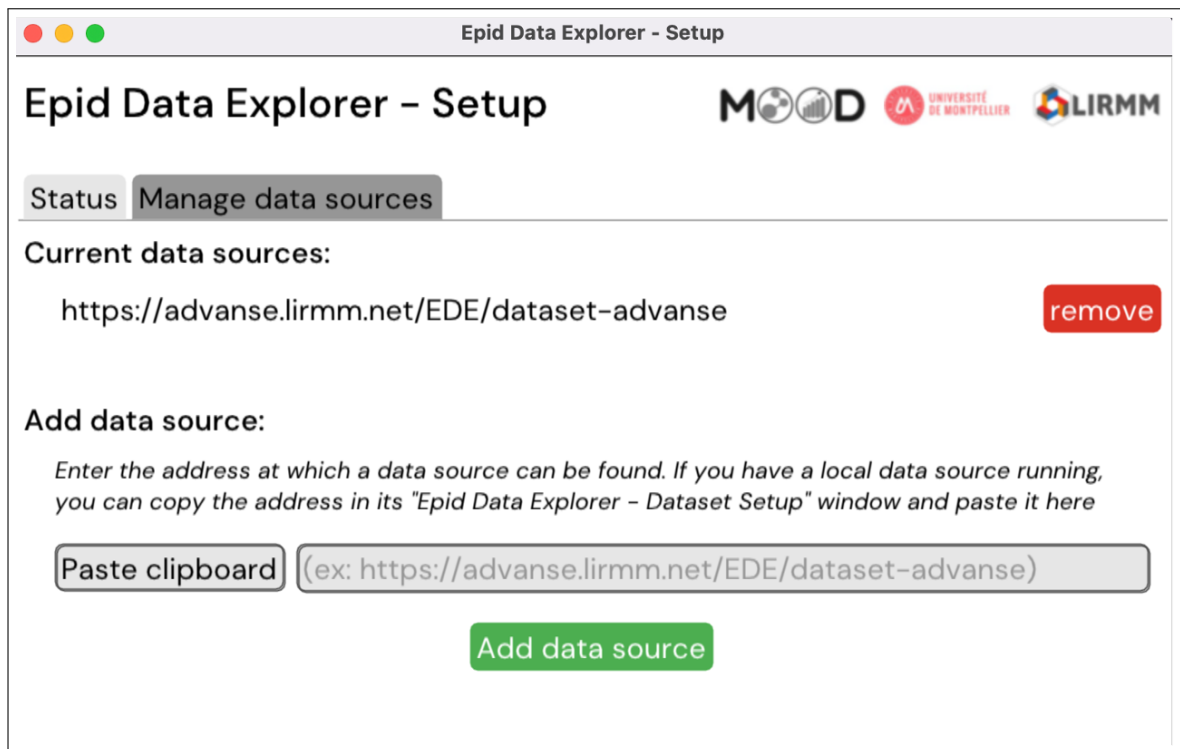 Epid Data Explorer - Setup
Epid Data Explorer - Setup
MOOD
UNIVERSITÉ
DE MONTPELLIER
LIRMM
Status
Manage data sources
Current data sources:
https://advanse.lirmm.net/EDE/dataset-advanse
remove
Add data source:
Enter the address at which a data source can be found. If you have a local data source running,
you can copy the address in its "Epid Data Explorer - Dataset Setup" window and paste it here
Paste clipboard
(ex: https://advanse.lirmm.net/EDE/dataset-advanse)
Add data source